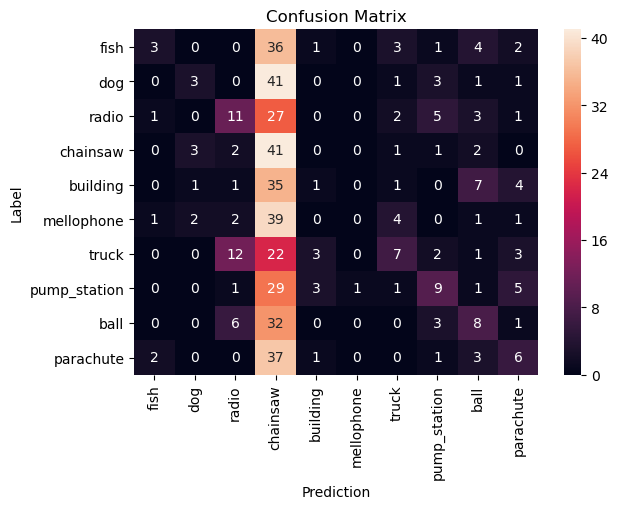 Confusion Matrix
fish 3 0 0 36 1 0 3 1 4 2
dog 0 3 0 41 0 0 1 3 1 1
radio 1 0 11 27 0 0 2 5 3 1
chainsaw 0 3 2 41 0 0 1 1 2 0
building 0 1 1 35 1 0 1 0 7 4
mellophone 1 2 2 39 0 0 4 0 1 1
truck 0 0 12 22 3 0 7 2 1 3
pump_station 0 0 1 29 3 1 1 9 1 5
ball 0 0 6 32 0 0 0 3 8 1
parachute 2 0 0 37 1 0 0 1 3 6
fish dog radio chainsaw building mellophone truck pump_station ball parachute
Prediction
Label
40
32
24
16
8
0